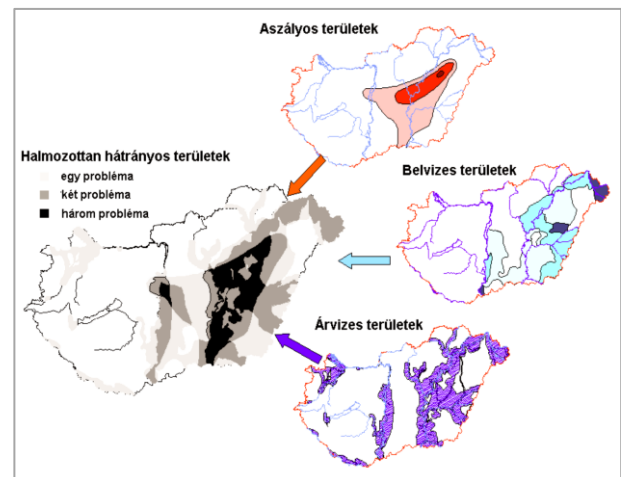 Aszályos területek
Halmozottan hátrányos területek
egy probléma
két probléma
három probléma
Belvizes területek
Árvizes területek